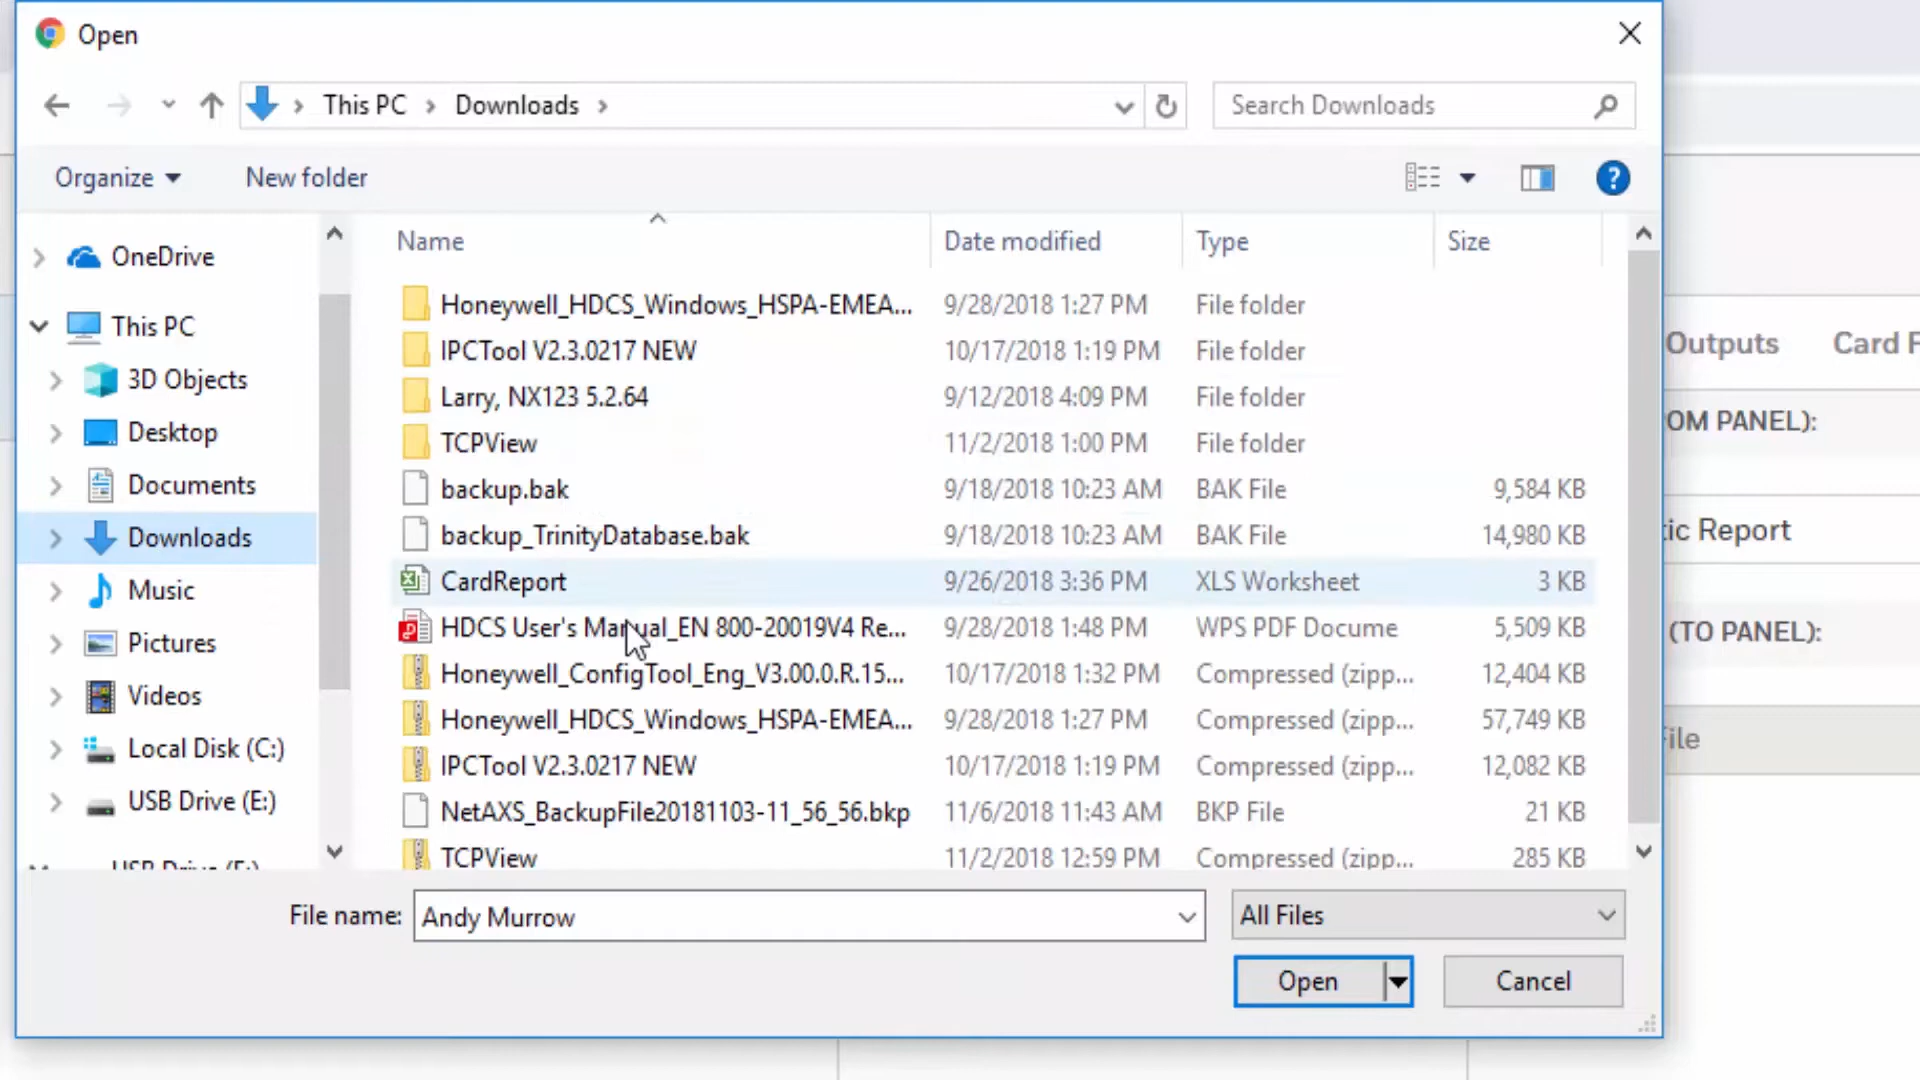 Open
This PC > Downloads >
Search Downloads
Organize
New folder
?
Name
Date modified
Type
Size
OneDrive
This PC
3D Objects
Desktop
Documents
Downloads
Music
Pictures
Videos
Local Disk (C:)
USB Drive (E:)
Honeywell_HDCS_Windows_HSPA-EMEA... 9/28/2018 1:27 PM File folder
IPCTool V2.3.0217 NEW 10/17/2018 1:19 PM File folder
Larry, NX123 5.2.64 9/12/2018 4:09 PM File folder
TCPView 11/2/2018 1:00 PM File folder
backup.bak 9/18/2018 10:23 AM BAK File 9,584 KB
backup_TrinityDatabase.bak 9/18/2018 10:23 AM BAK File 14,980 KB
CardReport 9/26/2018 3:36 PM XLS Worksheet 3 KB
HDCS User's Manual_EN 800-20019V4 Re... 9/28/2018 1:48 PM WPS PDF Docume 5,509 KB
Honeywell_ConfigTool_Eng_V3.00.0.R.15... 10/17/2018 1:32 PM Compressed (zipp... 12,404 KB
Honeywell_HDCS_Windows_HSPA-EMEA... 9/28/2018 1:27 PM Compressed (zipp... 57,749 KB
IPCTool V2.3.0217 NEW 10/17/2018 1:19 PM Compressed (zipp... 12,082 KB
NetAXS_BackupFile20181103-11_56_56.bkp 11/6/2018 11:43 AM BKP File 21 KB
TCPView 11/2/2018 12:59 PM Compressed (zipp... 285 KB
File name: Andy Murrow
All Files
Open
Cancel
Outputs Card
OM PANEL):
tic Report
(TO PANEL):
File